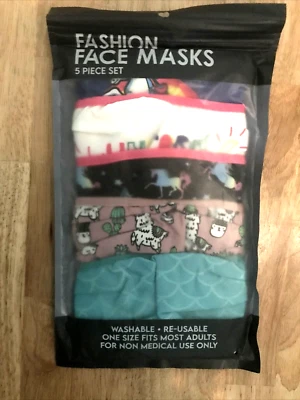 FASHION
FACE MASKS
5 PIECE SET
WASHABLE • RE-USABLE
ONE SIZE FITS MOST ADULTS
FOR NON MEDICAL USE ONLY